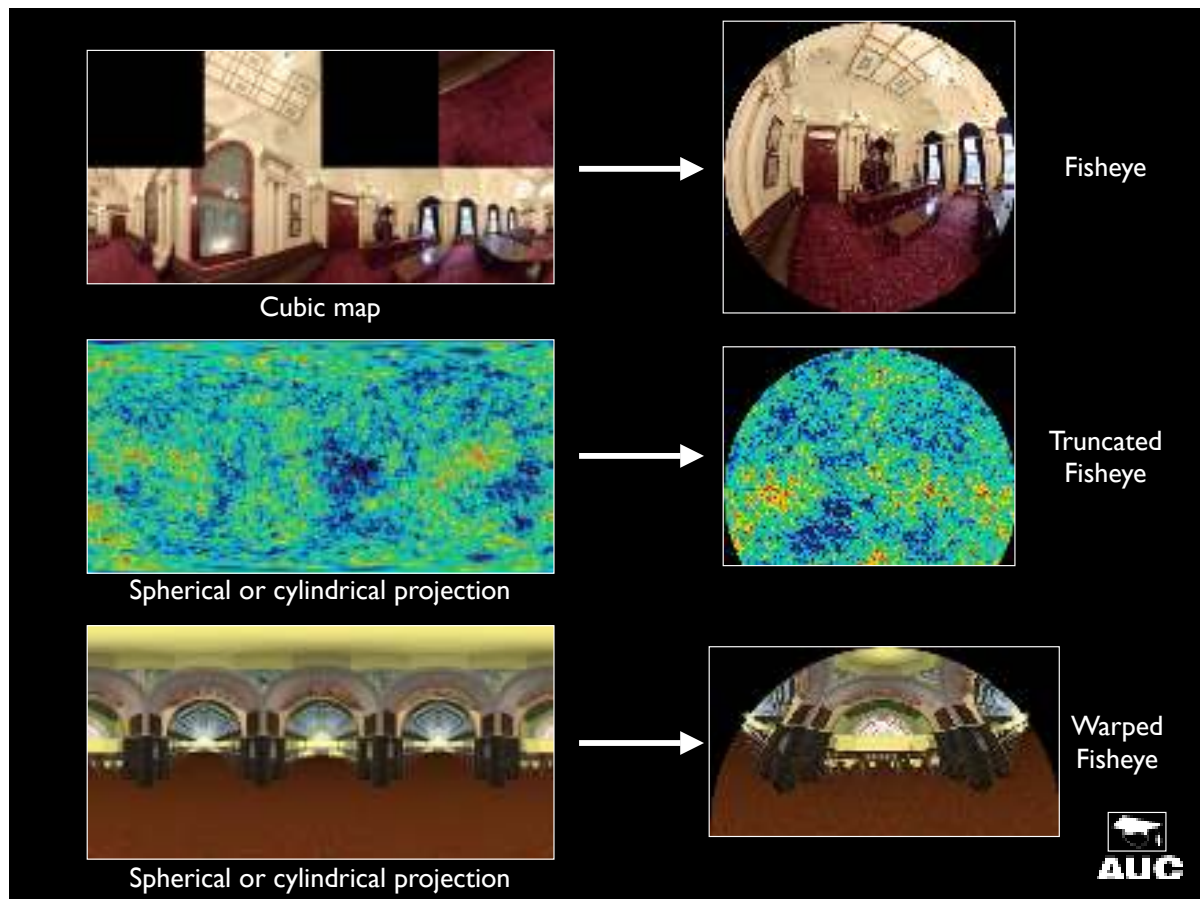 Fisheye
Cubic map
Truncated
Fisheye
Spherical or cylindrical projection
Warped
Fisheye
Spherical or cylindrical projection
AUC